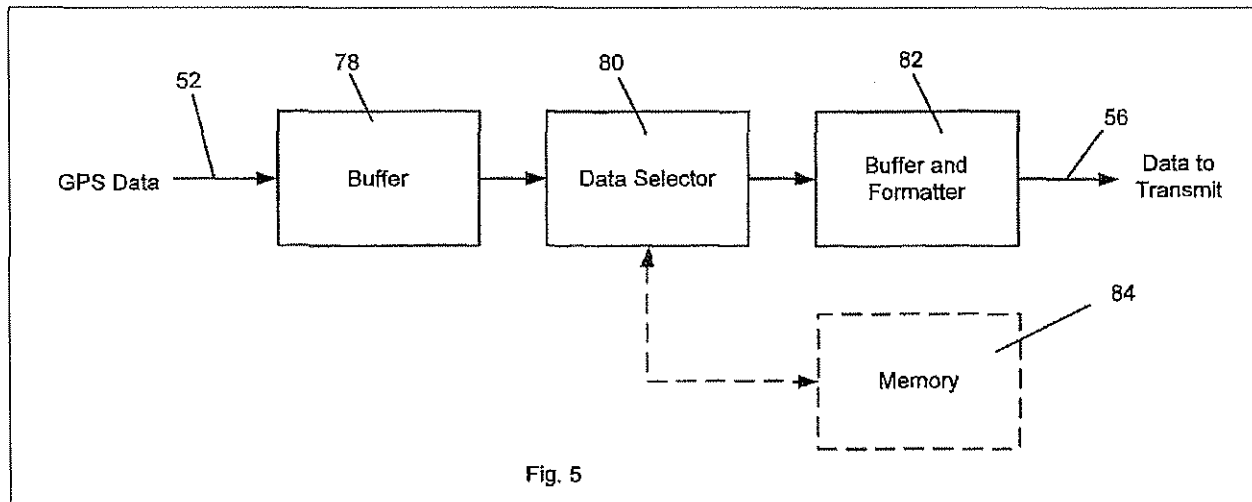 78
80
82
52
56
GPS Data
Buffer
Data Selector
Buffer and
Formatter
Data to
Transmit
84
Memory
Fig. 5